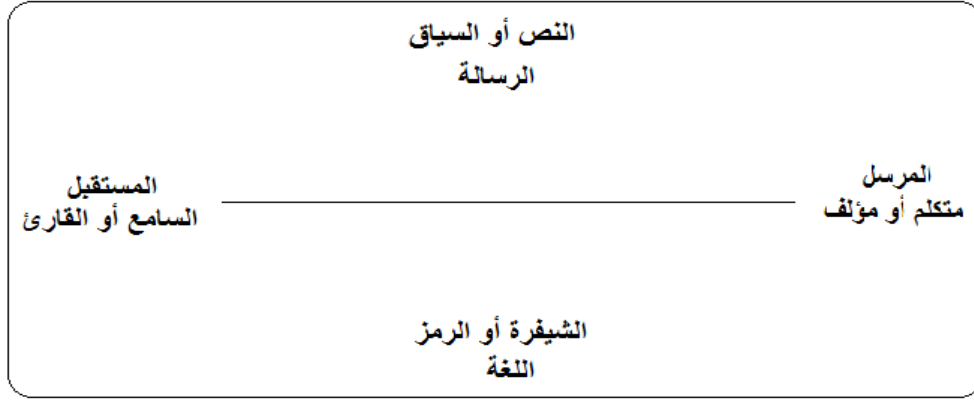 النص أو السياق
الرسالة
المرسل
متكلم أو مؤلف
المستقبل
السامع أو القارئ
الشيفرة أو الرمز
اللغة